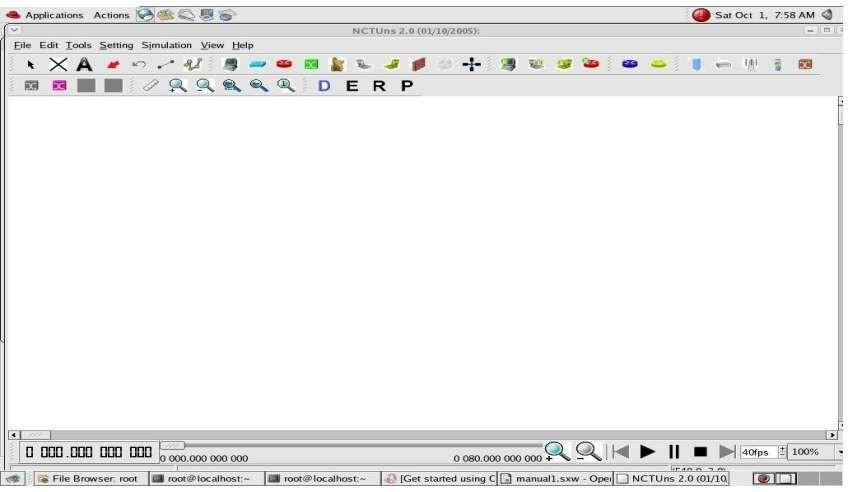 Applications Actions Sat Oct 1, 7:58 AM
NCTUns 2.0 (01/10/2005):
File Edit Tools Setting Simulation View Help
A
D E R P
0 000.000 000 000 0 000.000 000 000 0 080.000 000 000 40fps 100%
File Browser: root root@localhost:~ root@localhost:~ [Get started using C manual1.sxw - Open NCTUns 2.0 (01/10